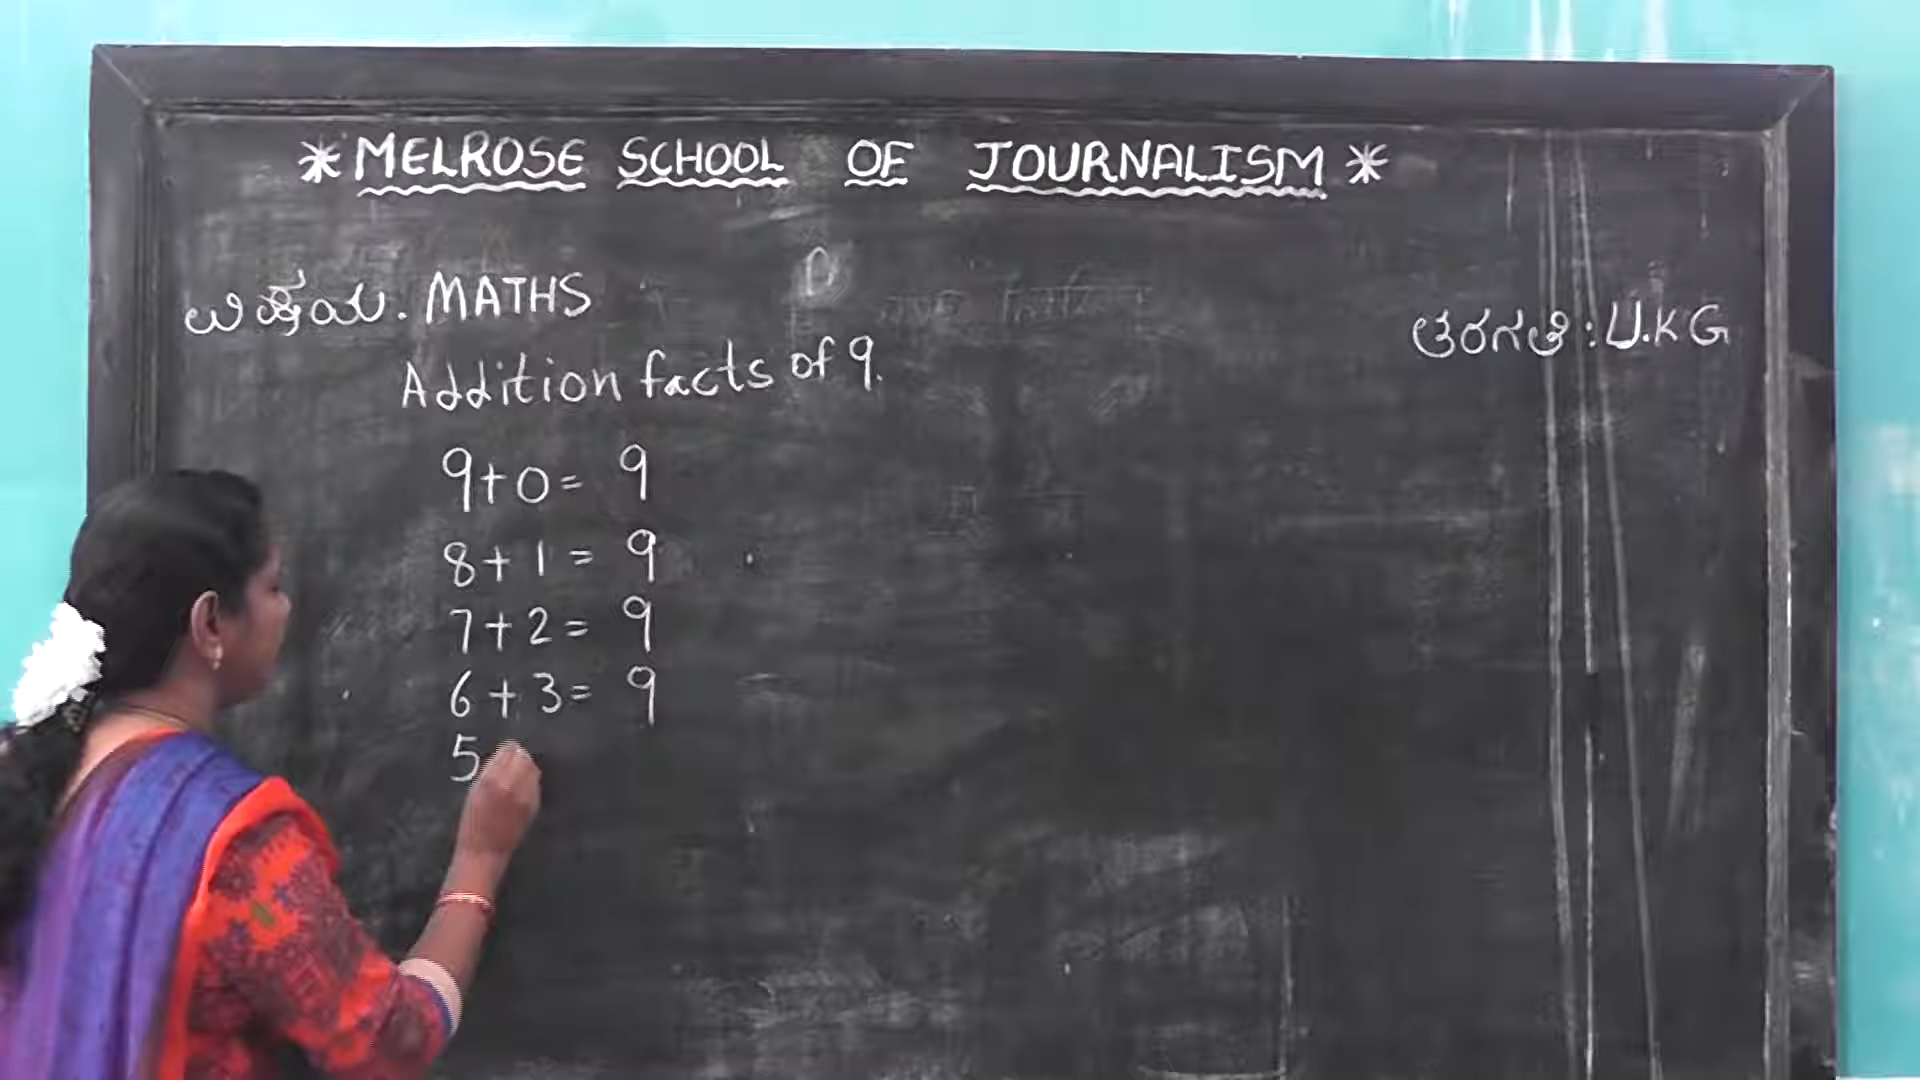 * MELROSE SCHOOL OF JOURNALISM *
ವಿಷಯ. MATHS
ತರಗತಿ: U.KG
Addition facts of 9.
9+0= 9
8+1= 9
7+2= 9
6+3= 9
5